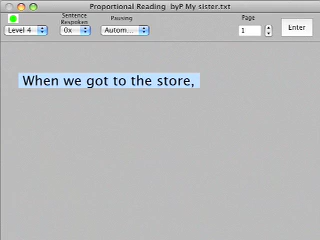 Proportional Reading byP My sister.txt
Sentence Respoken
Pausing
Page
Level 4
0x
Autom...
1
Enter
When we got to the store,